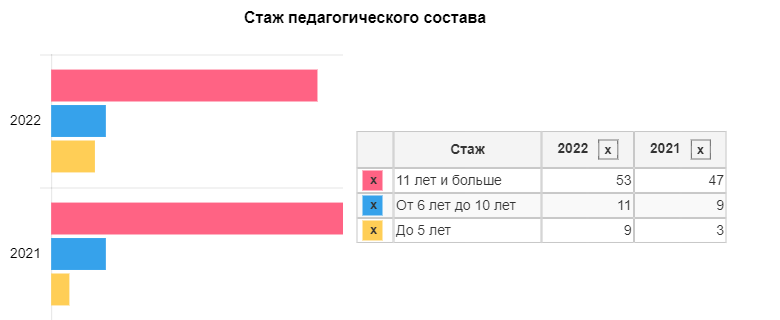 Стаж педагогического состава
2022
2021
Стаж 2022 x 2021 x
x 11 лет и больше 53 47
x От 6 лет до 10 лет 11 9
x До 5 лет 9 3